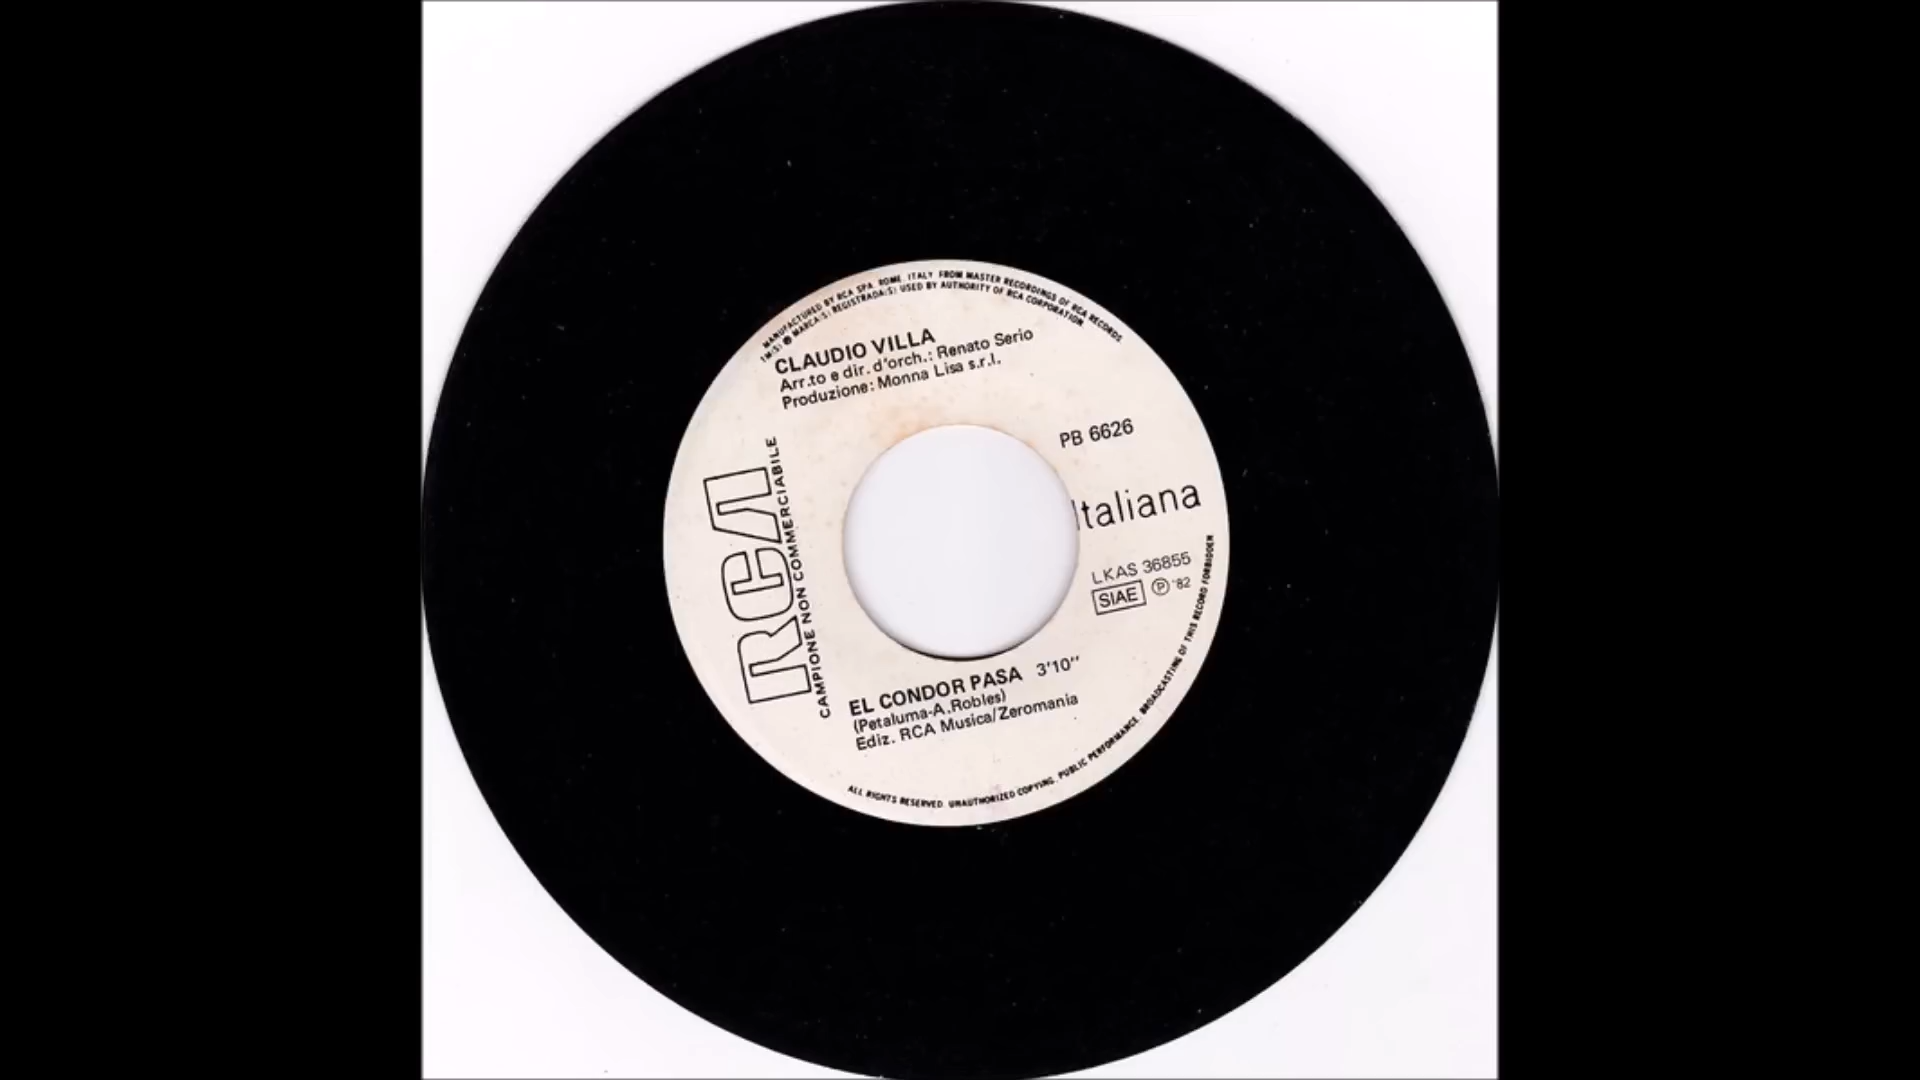 MANUFACTURED BY RCA SPA. ROME. ITALY FROM MASTER RECORDINGS OF RCA RECORDS.
TM(S) ® MARCA(S) REGISTRADA(S) USED BY AUTHORITY OF RCA CORPORATION.
CLAUDIO VILLA
Arr.to e dir. d'orch.: Renato Serio
Produzione: Monna Lisa s.r.l.
PB 6626
RCA
CAMPIONE NON COMMERCIABILE
Italiana
LKAS 36855
SIAE ℗ '82
EL CONDOR PASA 3'10''
(Petaluma-A.Robles)
Ediz. RCA Musica/Zeromania
ALL RIGHTS RESERVED. UNAUTHORIZED COPYING. PUBLIC PERFORMANCE. BROADCASTING OF THIS RECORD FORBIDDEN